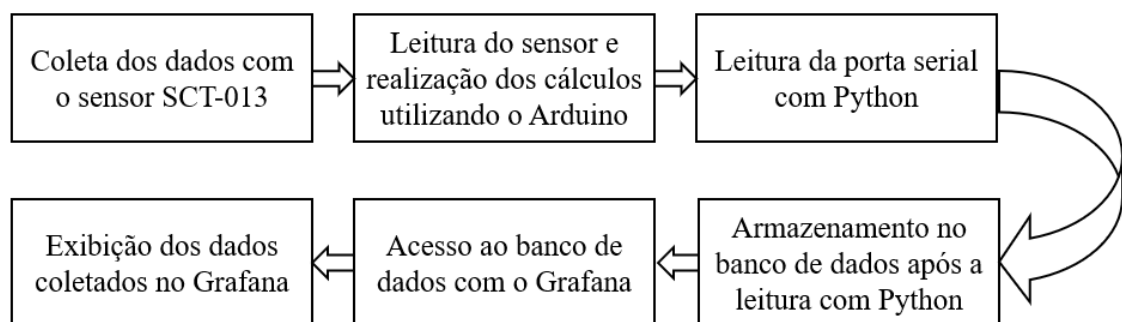 Coleta dos dados com
o sensor SCT-013
Leitura do sensor e
realização dos cálculos
utilizando o Arduino
Leitura da porta serial
com Python
Armazenamento no
banco de dados após a
leitura com Python
Acesso ao banco de
dados com o Grafana
Exibição dos dados
coletados no Grafana